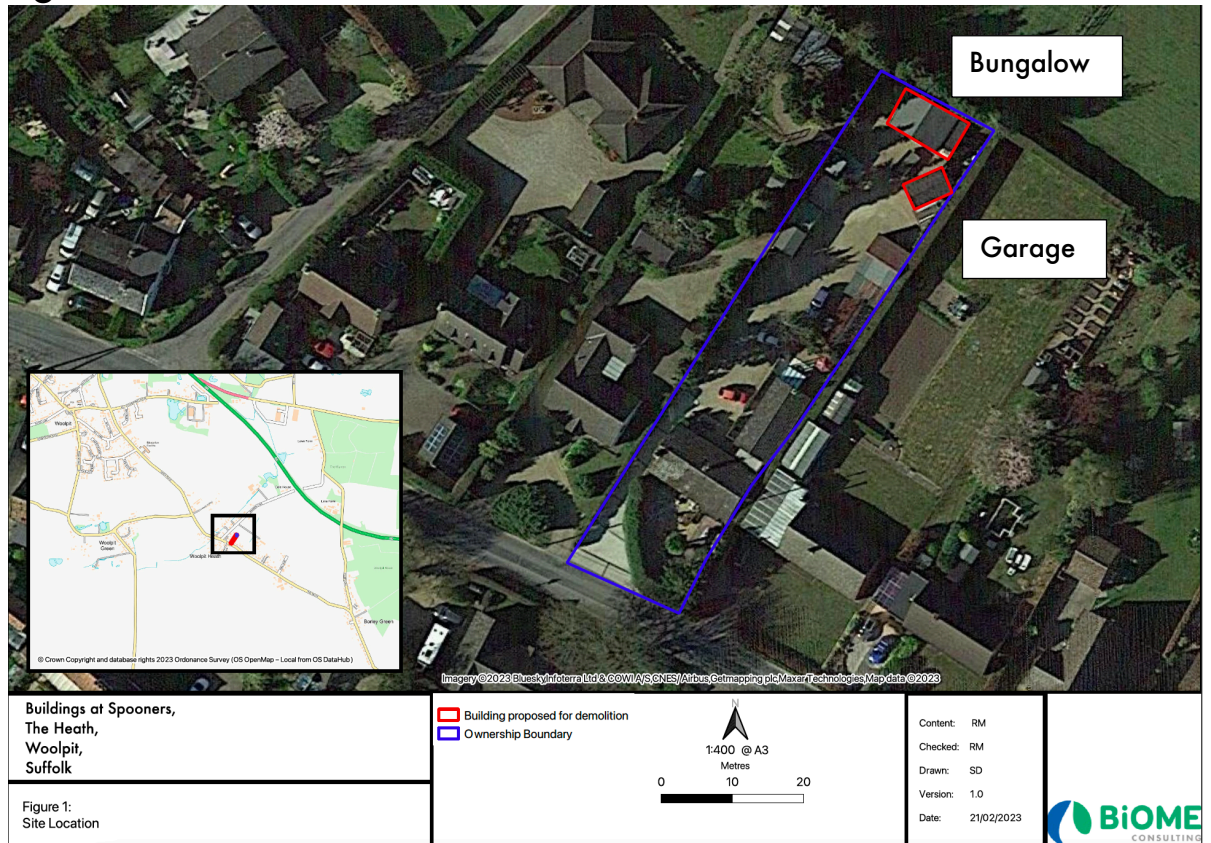 Bungalow
Garage
Woolpit
Woolpit
Green
Woolpit Heath
Borley Green
© Crown Copyright and database rights 2023 Ordonance Survey (OS OpenMap – Local from OS DataHub)
Imagery ©2023 Bluesky,Infoterra Ltd & COWI A/S,CNES/ Airbus,Getmapping plc,Maxar Technologies,Map data ©2023
Buildings at Spooners,
The Heath,
Woolpit,
Suffolk
Figure 1:
Site Location
Building proposed for demolition
Ownership Boundary
N
1:400 @ A3
Metres
0 10 20
Content: RM
Checked: RM
Drawn: SD
Version: 1.0
Date: 21/02/2023
BiOME
CONSULTING